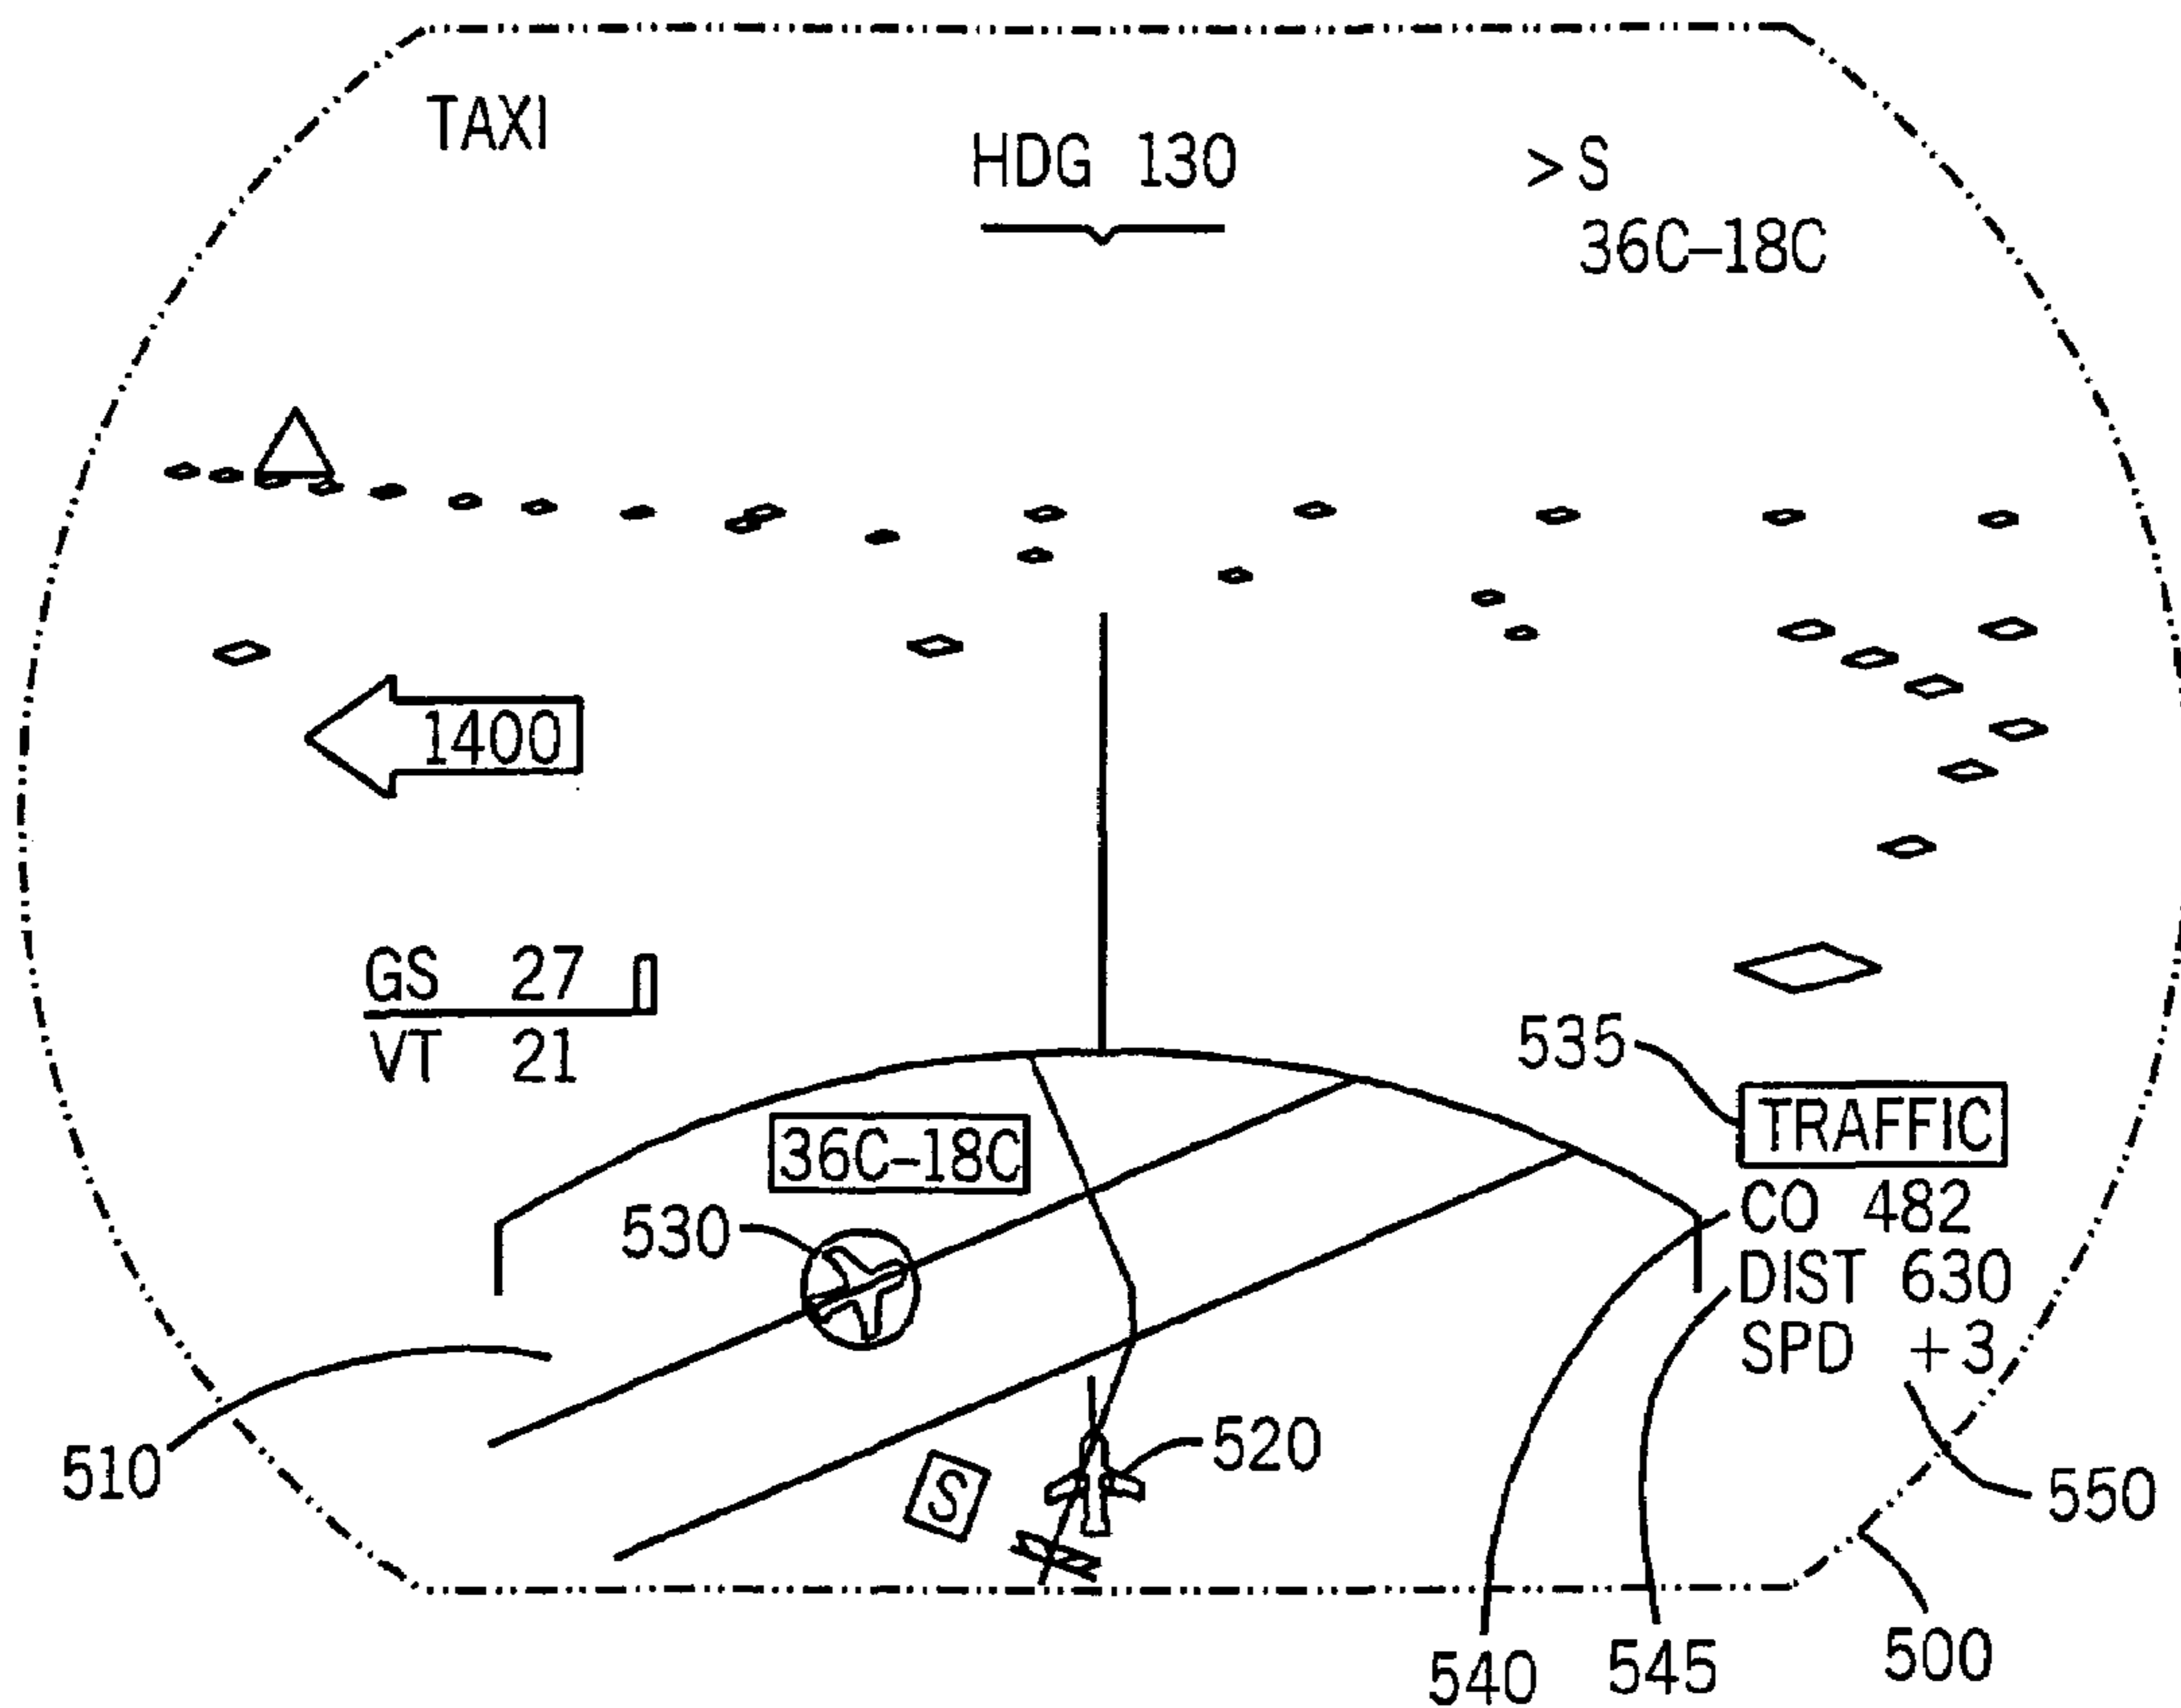 TAXI
HDG 130
>S
36C-18C
1400
GS 27
VT 21
535
TRAFFIC
36C-18C
CO 482
530
DIST 630
SPD +3
510
520
S
550
540
545
500